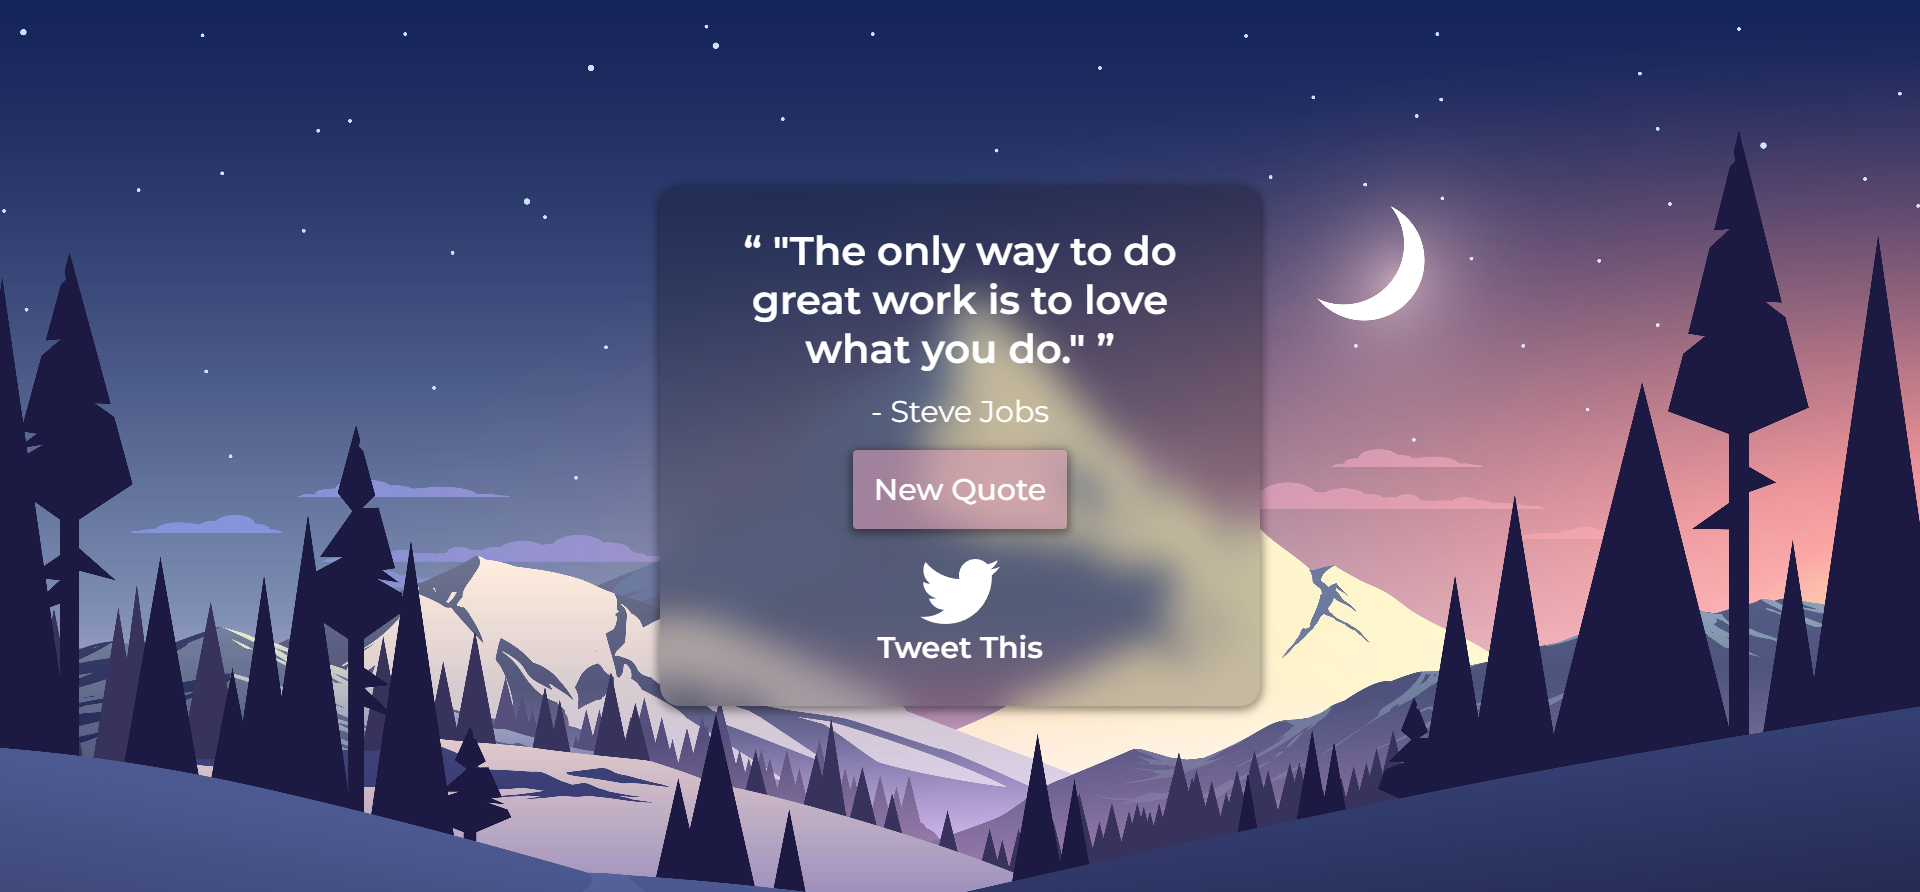 “ "The only way to do
great work is to love
what you do." ”
- Steve Jobs
New Quote
Tweet This